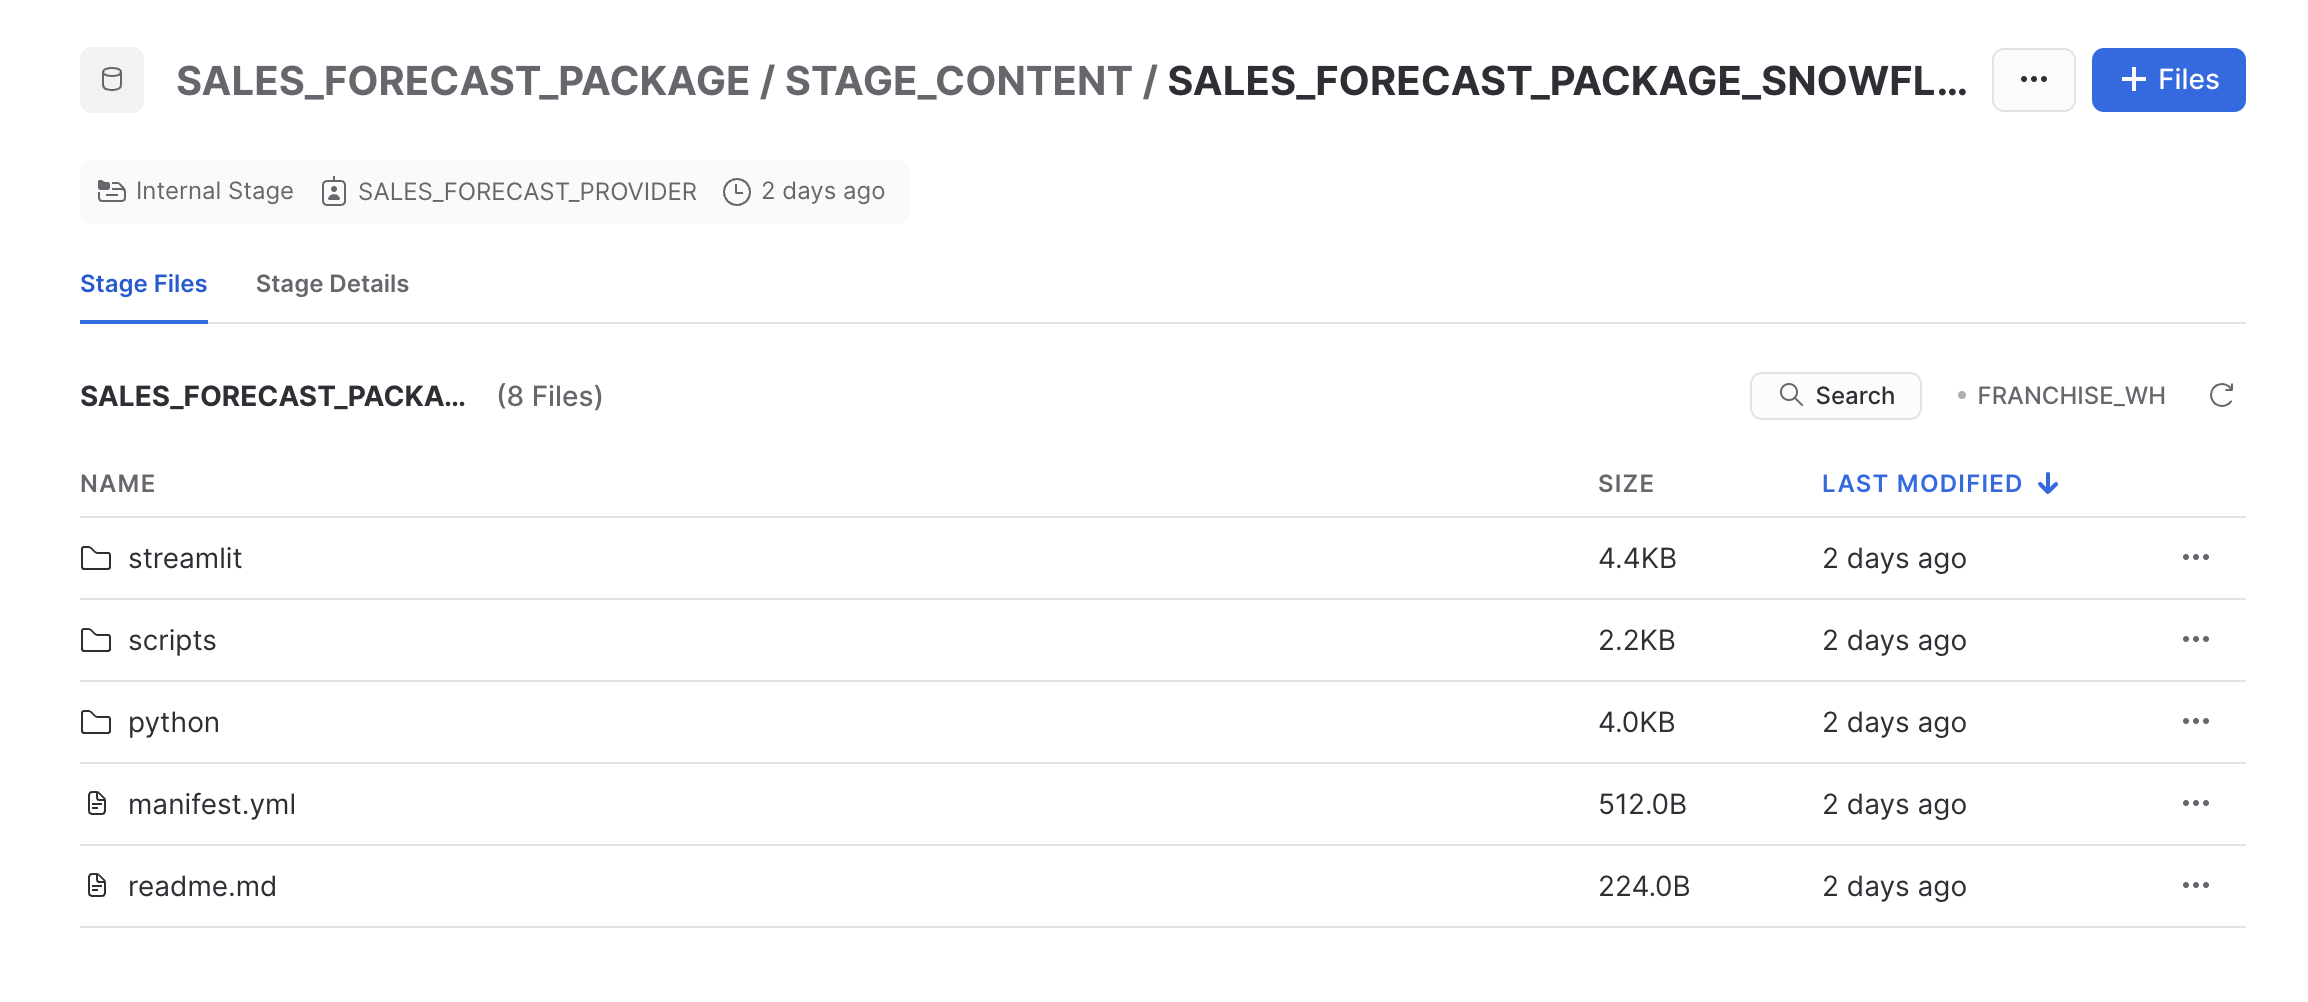 SALES_FORECAST_PACKAGE / STAGE_CONTENT / SALES_FORECAST_PACKAGE_SNOWFL... ... + Files
Internal Stage SALES_FORECAST_PROVIDER 2 days ago
Stage Files Stage Details
SALES_FORECAST_PACKA... (8 Files) Search FRANCHISE_WH
NAME SIZE LAST MODIFIED
streamlit 4.4KB 2 days ago ...
scripts 2.2KB 2 days ago ...
python 4.0KB 2 days ago ...
manifest.yml 512.0B 2 days ago ...
readme.md 224.0B 2 days ago ...